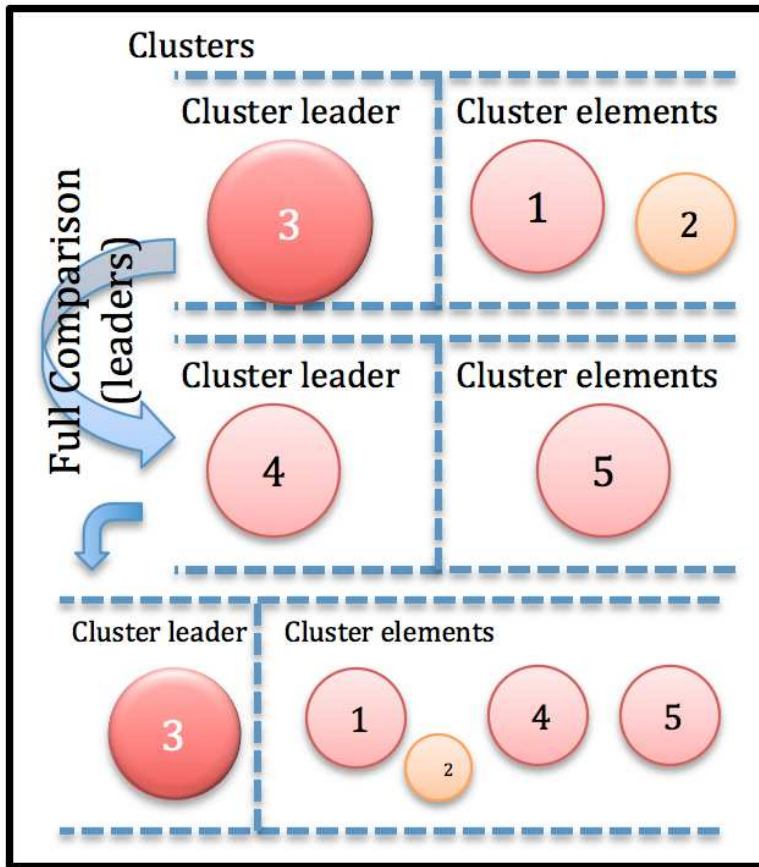 Clusters
Cluster leader
Cluster elements
3
1
2
Full Comparison
(leaders)
Cluster leader
Cluster elements
4
5
Cluster leader
Cluster elements
3
1
2
4
5